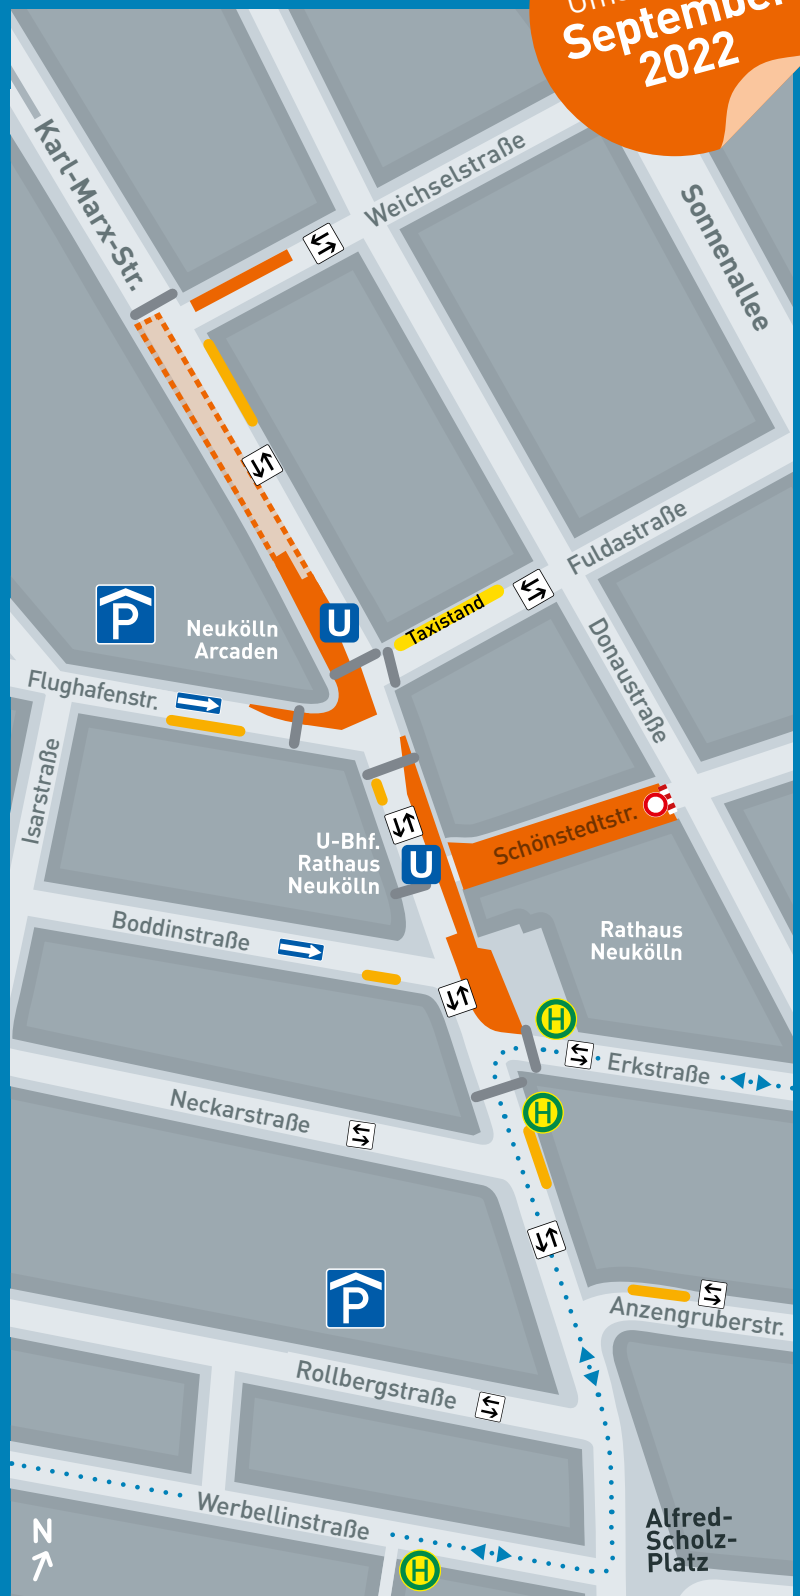 September
2022
Karl-Marx-Str.
Weichselstraße
Sonnenallee
Fuldastraße
P
Neukölln
Arcaden
U
Taxistand
Donaustraße
Flughafenstr.
Isarstraße
Schönstedtstr.
U-Bhf.
Rathaus
Neukölln
U
Boddinstraße
Rathaus
Neukölln
H
Erkstraße
Neckarstraße
H
P
Anzengruberstr.
Rollbergstraße
Werbellinstraße
Alfred-
Scholz-
Platz
N
H